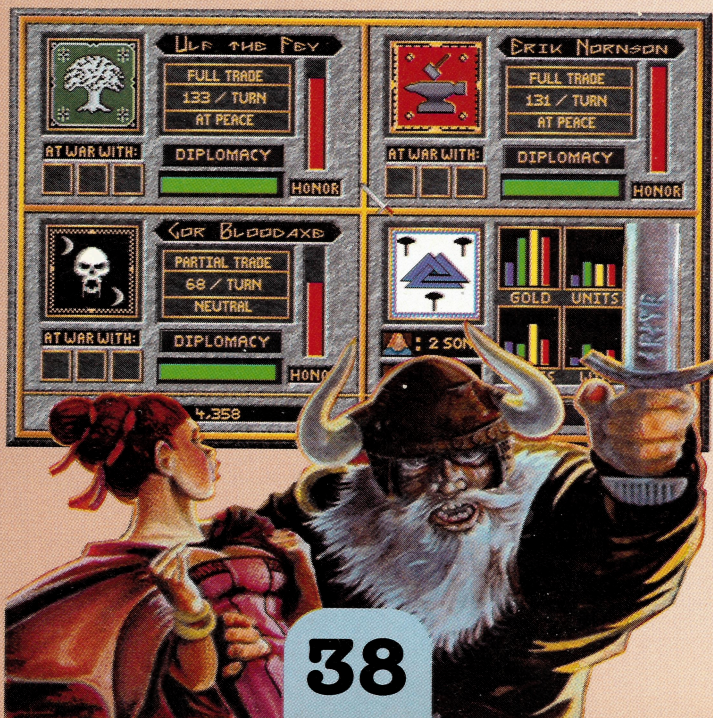 ULF THE FEY
FULL TRADE
133 / TURN
AT PEACE
AT WAR WITH:
DIPLOMACY
HONOR
ERIK NORNSON
FULL TRADE
131 / TURN
AT PEACE
AT WAR WITH:
DIPLOMACY
HONOR
GOR BLOODAXE
PARTIAL TRADE
68 / TURN
NEUTRAL
AT WAR WITH:
DIPLOMACY
GOLD
UNITS
: 2
4,358
38